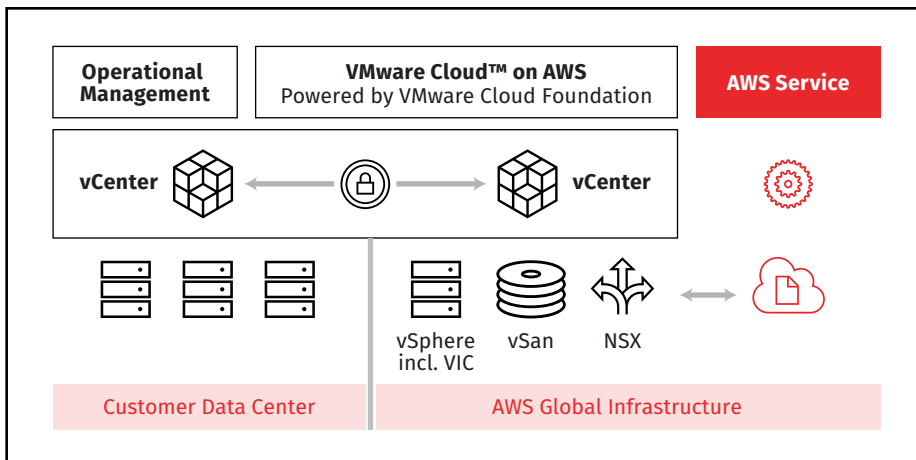 Operational
Management
VMware Cloud™ on AWS
Powered by VMware Cloud Foundation
AWS Service
vCenter
vCenter
vSphere
incl. VIC
vSan
NSX
Customer Data Center
AWS Global Infrastructure